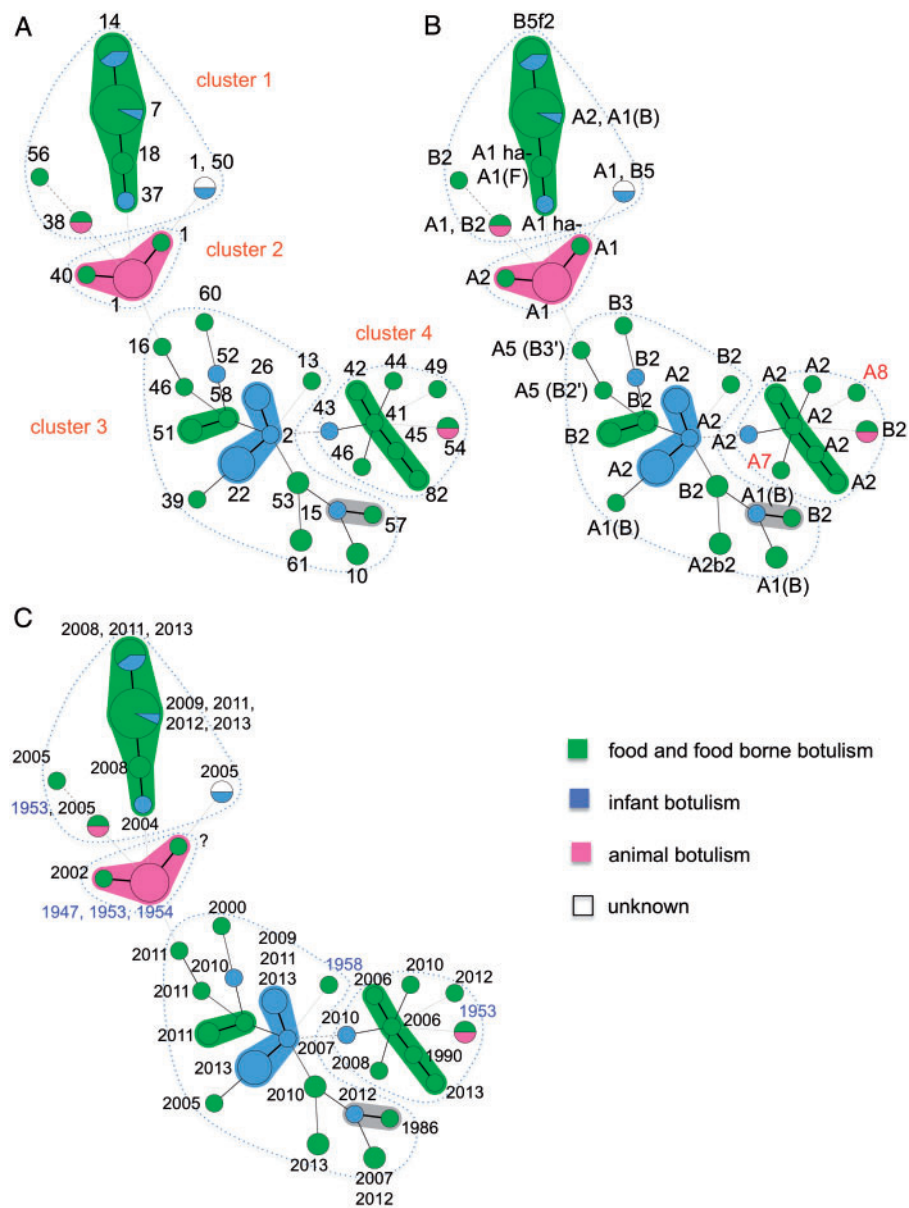 A
14
cluster 1
7
56
18
1, 50
37
38
cluster 2
1
40
1
60
cluster 4
16
52
26
13
42
44
49
46
58
43
41
cluster 3
51
2
45
54
46
39
22
53
82
15
57
61
10
B
B5f2
A2, A1(B)
B2
A1 ha-
A1(F)
A1, B5
A1, B2
A1 ha-
A1
A2
A1
B3
A5 (B3')
B2
A2
B2
A2
A2
A8
A5 (B2')
B2
A2
A2
A2
B2
B2
A7
A2
A2
B2
A1(B)
A2
A1(B)
B2
A2b2
A1(B)
C
2008, 2011, 2013
2009, 2011,
2012, 2013
2005
2008
2005
1953, 2005
2004
?
2002
1947, 1953, 1954
2000
2009
2011
2011
2010
2013
1958
2006
2010
2012
2011
2010
2006
1953
2011
2007
1990
2013
2008
2010
2012
2013
2005
1986
2013
2007
2012
food and food borne botulism
infant botulism
animal botulism
unknown